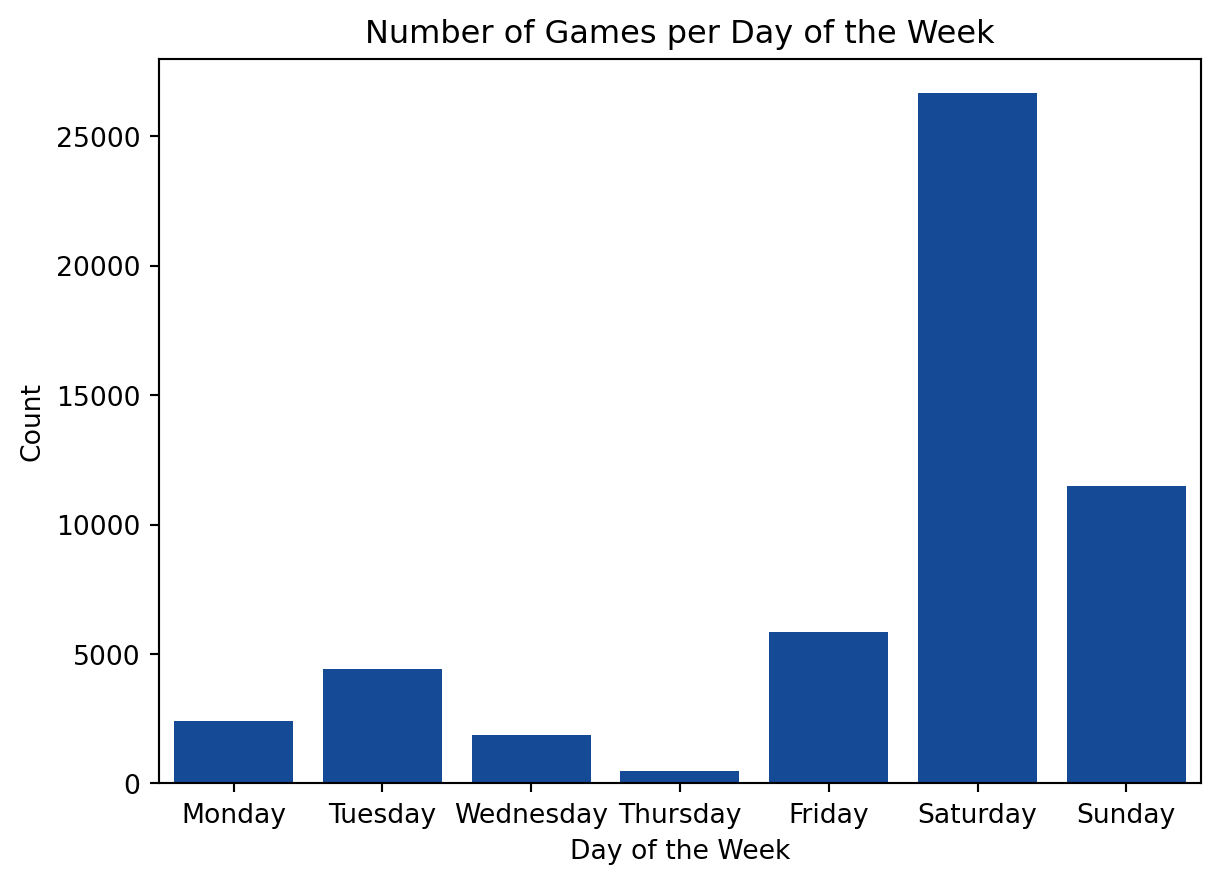 Number of Games per Day of the Week
25000
20000
15000
10000
5000
0
Count
Monday Tuesday Wednesday Thursday Friday Saturday Sunday
Day of the Week